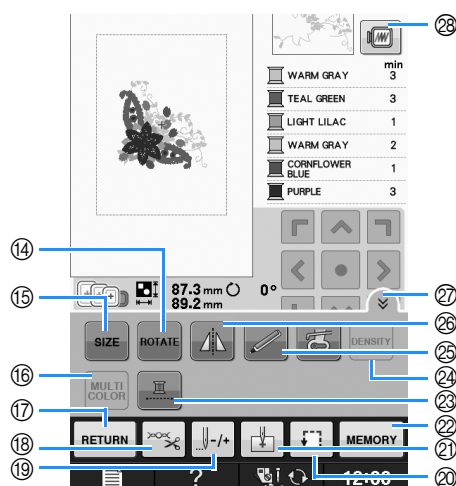 ㉘
min
WARM GRAY 3
TEAL GREEN 3
LIGHT LILAC 1
WARM GRAY 2
CORNFLOWER
BLUE 1
PURPLE 3
⑭
⑮
87.3 mm 0°
89.2 mm
㉗
SIZE
ROTATE
DENSITY
㉖
㉕
㉔
⑯
MULTI
COLOR
㉓
⑰
RETURN
-/+
MEMORY
㉒
⑱
⑲
㉑
⑳
?